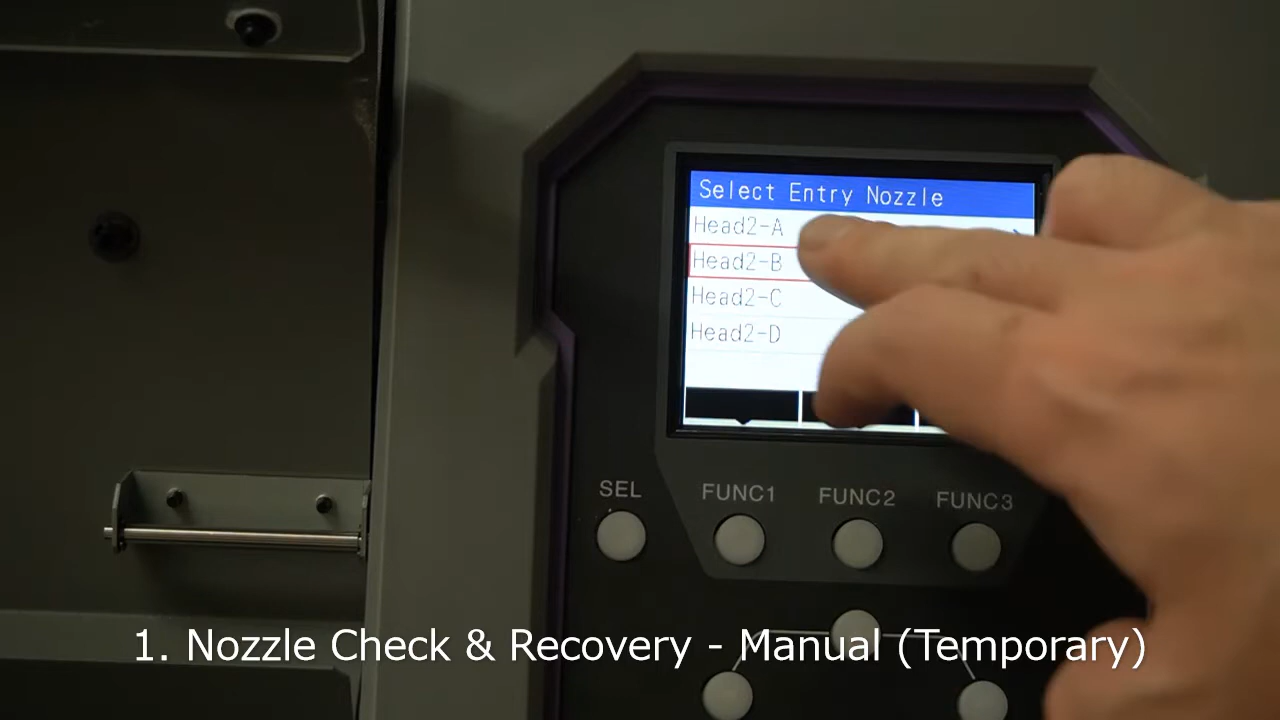 Select Entry Nozzle
Head2-A
Head2-B
Head2-C
Head2-D
SEL
FUNC1
FUNC2
FUNC3
1. Nozzle Check & Recovery - Manual (Temporary)